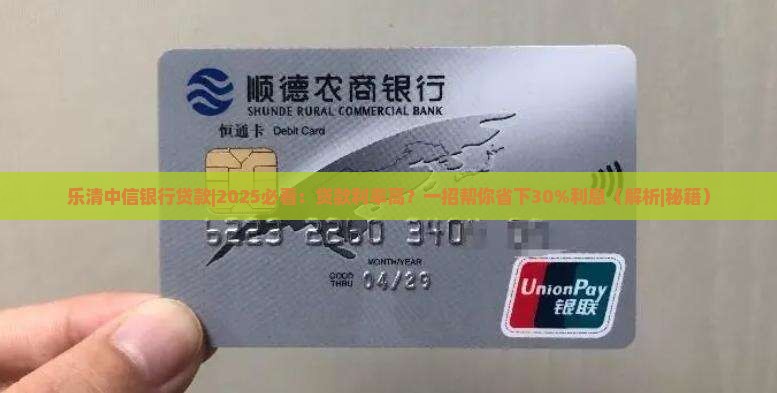 顺德农商银行
SHUNDE RURAL COMMERCIAL BANK
恒通卡 Debit Card
乐清中信银行贷款|2025必看：贷款利率高？一招帮你省下30%利息（解析|秘籍）
6223 2260 340
MONTH/YEAR
GOOD THRU 04/29
UnionPay
银联